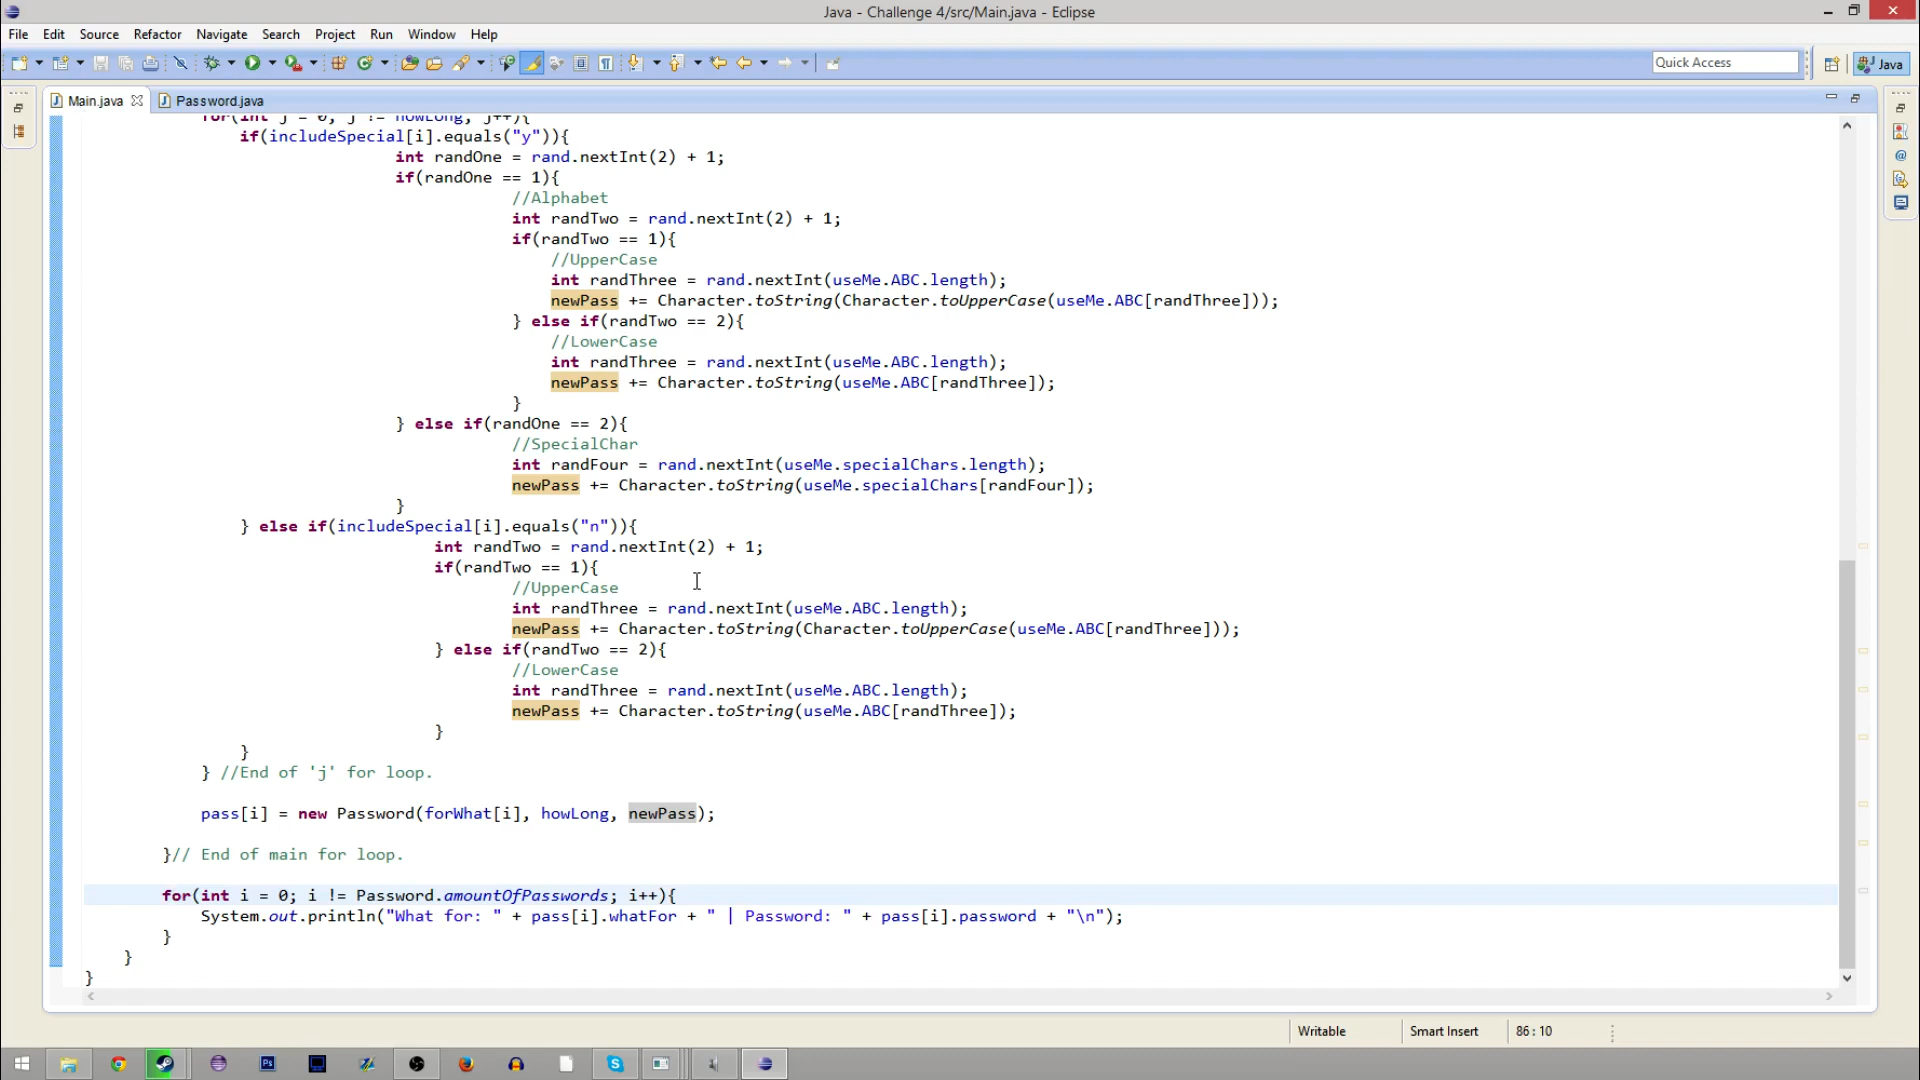 Java - Challenge 4/src/Main.java - Eclipse
File Edit Source Refactor Navigate Search Project Run Window Help
Quick Access
Java
Main.java Password.java
for(int j = 0; j != howLong; j++){
if(includeSpecial[i].equals("y")){
int randOne = rand.nextInt(2) + 1;
if(randOne == 1){
//Alphabet
int randTwo = rand.nextInt(2) + 1;
if(randTwo == 1){
//UpperCase
int randThree = rand.nextInt(useMe.ABC.length);
newPass += Character.toString(Character.toUpperCase(useMe.ABC[randThree]));
} else if(randTwo == 2){
//LowerCase
int randThree = rand.nextInt(useMe.ABC.length);
newPass += Character.toString(useMe.ABC[randThree]);
}
} else if(randOne == 2){
//SpecialChar
int randFour = rand.nextInt(useMe.specialChars.length);
newPass += Character.toString(useMe.specialChars[randFour]);
}
} else if(includeSpecial[i].equals("n")){
int randTwo = rand.nextInt(2) + 1;
if(randTwo == 1){
//UpperCase
int randThree = rand.nextInt(useMe.ABC.length);
newPass += Character.toString(Character.toUpperCase(useMe.ABC[randThree]));
} else if(randTwo == 2){
//LowerCase
int randThree = rand.nextInt(useMe.ABC.length);
newPass += Character.toString(useMe.ABC[randThree]);
}
}
} //End of 'j' for loop.
pass[i] = new Password(forWhat[i], howLong, newPass);
}// End of main for loop.
for(int i = 0; i != Password.amountOfPasswords; i++){
System.out.println("What for: " + pass[i].whatFor + " | Password: " + pass[i].password + "\n");
}
}
}
Writable Smart Insert 86 : 10